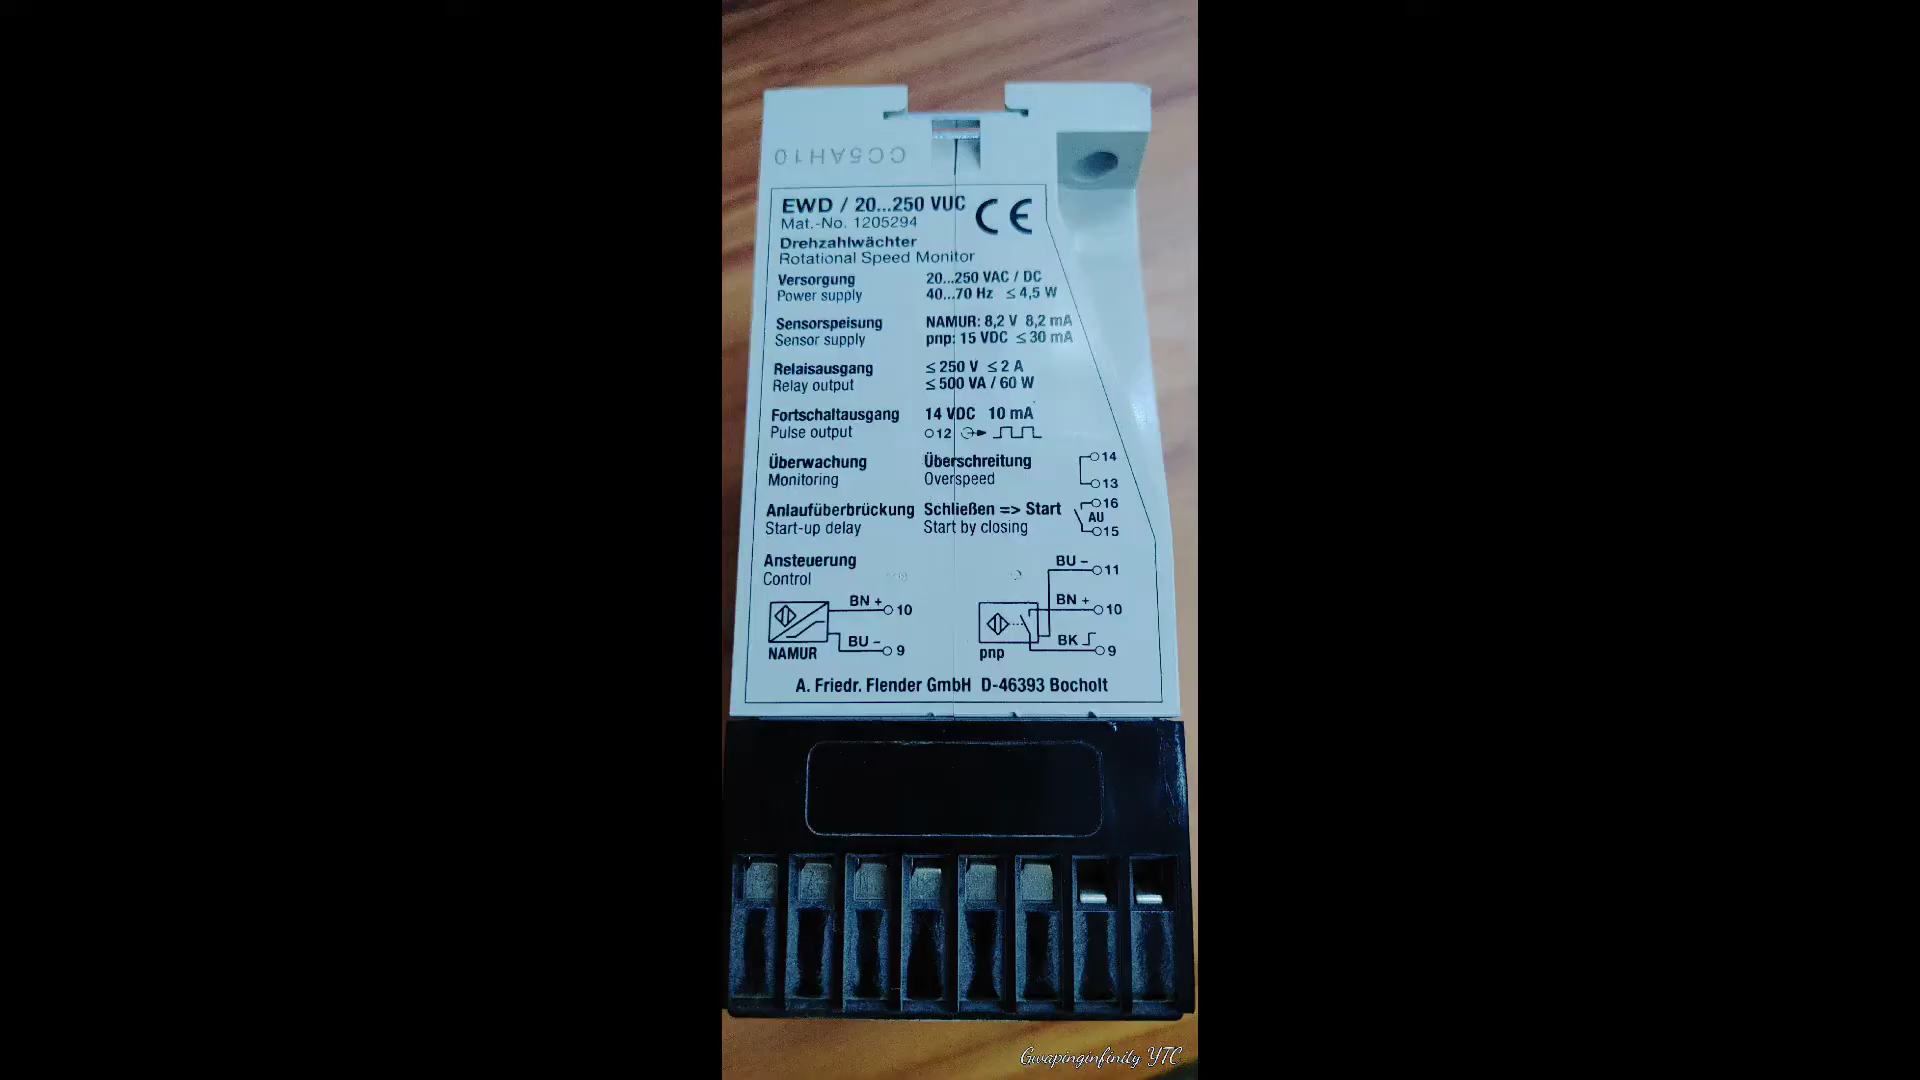 CC5AH10
EWD / 20...250 VUC CE
Mat.-No. 1205294
Drehzahlwächter
Rotational Speed Monitor
Versorgung 20...250 VAC / DC
Power supply 40...70 Hz ≤ 4,5 W
Sensorspeisung NAMUR: 8,2 V 8,2 mA
Sensor supply pnp: 15 VDC ≤ 30 mA
Relaisausgang ≤ 250 V ≤ 2 A
Relay output ≤ 500 VA / 60 W
Fortschaltausgang 14 VDC 10 mA
Pulse output 12
Überwachung Überschreitung 14
Monitoring Overspeed 13
Anlaufüberbrückung Schließen => Start 16
AU
Start-up delay Start by closing 15
Ansteuerung BU – 11
Control
BN + 10 BN + 10
BU – 9 BK 9
NAMUR pnp
A. Friedr. Flender GmbH D-46393 Bocholt
Gwapinginfinity YTC